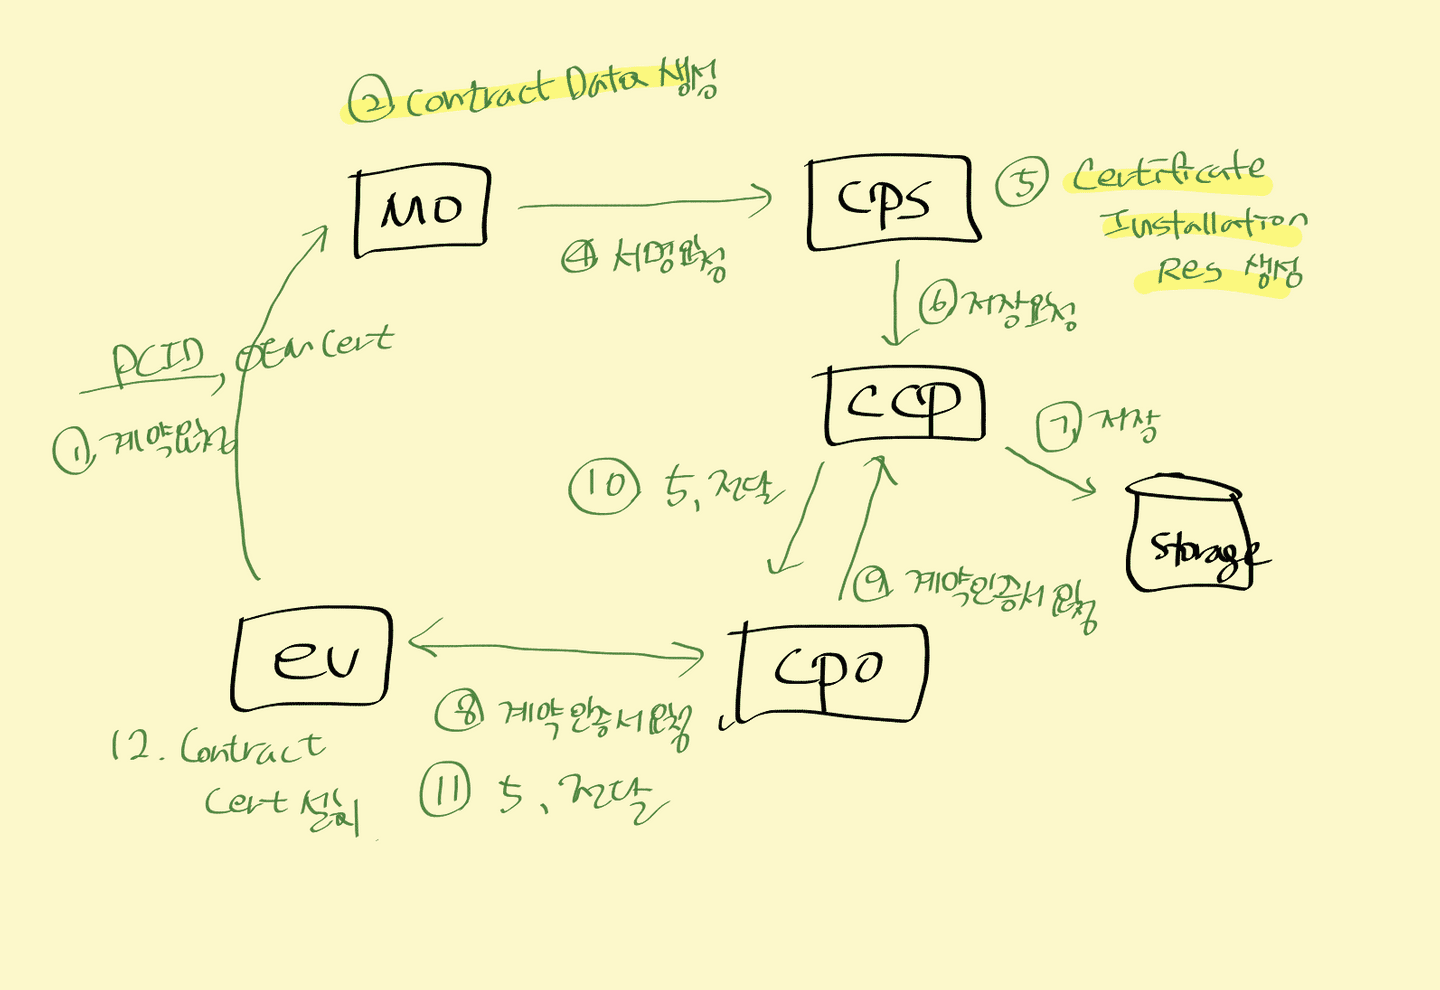 ② Contract Data 생성
MO
CPS
⑤ Certificate
Installation
Res 생성
④ 서명요청
⑥ 저장요청
PCID, OEM Cert
①, 계약요청
CCP
⑦, 저장
⑩ 5, 전달
Storage
⑨ 계약인증서 요청
EV
CPO
⑧ 계약인증서 요청
12. Contract
Cert 설치
⑪ 5, 전달